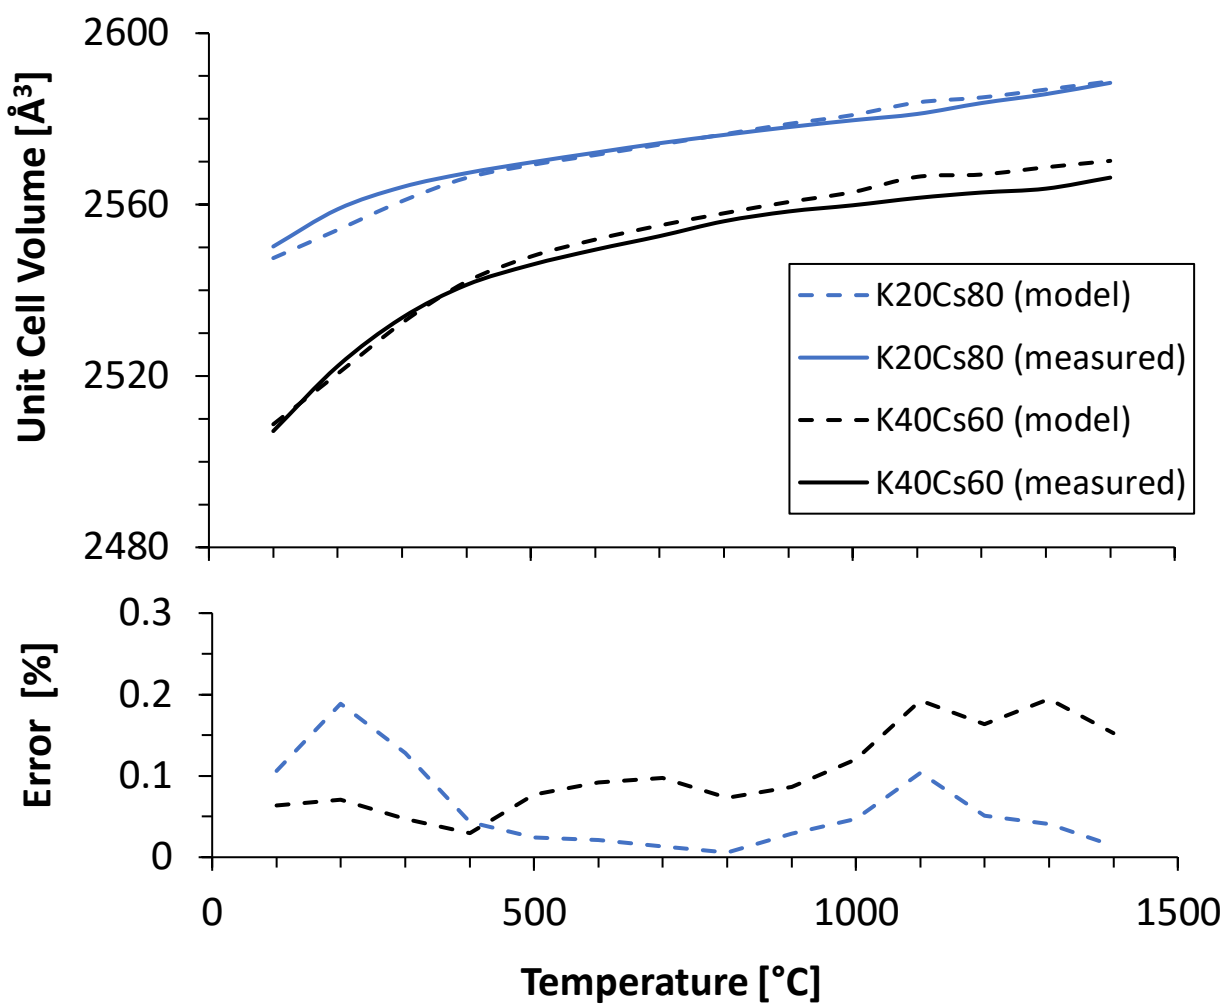 2600
2560
2520
2480
Unit Cell Volume [Å³]
K20Cs80 (model)
K20Cs80 (measured)
K40Cs60 (model)
K40Cs60 (measured)
0.3
0.2
0.1
0
Error [%]
0
500
1000
1500
Temperature [°C]